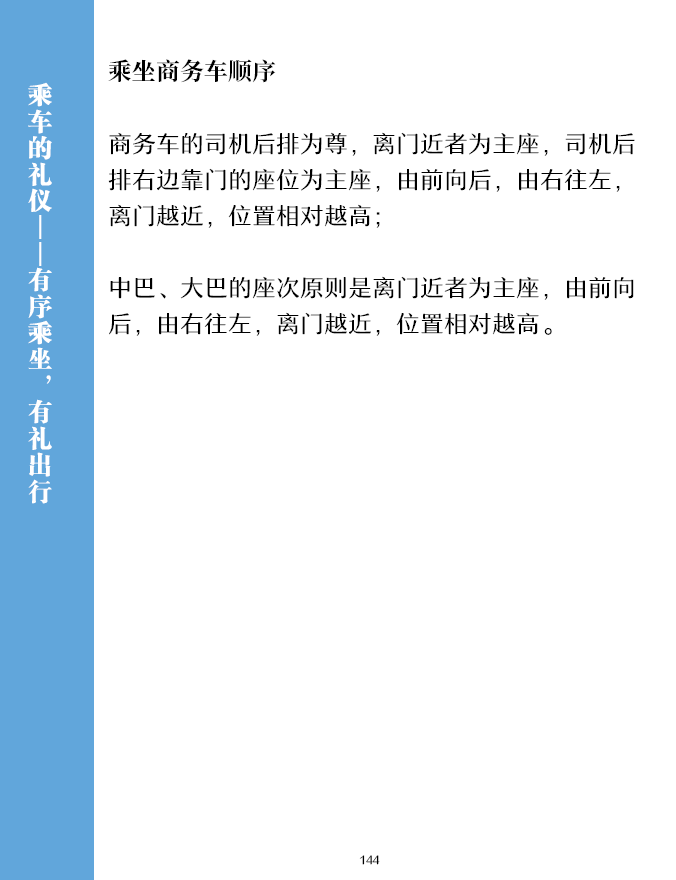 乘车的礼仪——有序乘坐，有礼出行
乘坐商务车顺序
商务车的司机后排为尊，离门近者为主座，司机后
排右边靠门的座位为主座，由前向后，由右往左，
离门越近，位置相对越高；
中巴、大巴的座次原则是离门近者为主座，由前向
后，由右往左，离门越近，位置相对越高。
144